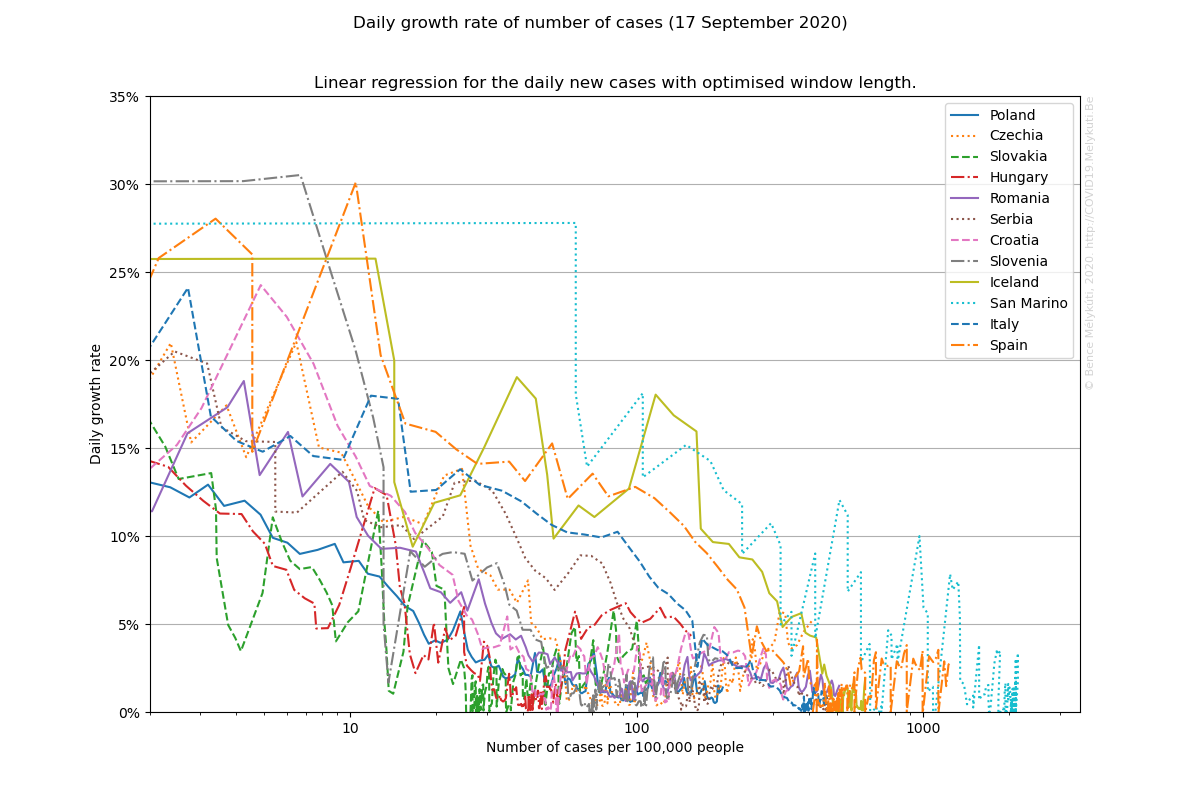 Daily growth rate of number of cases (17 September 2020)
Linear regression for the daily new cases with optimised window length.
35%
30%
25%
20%
15%
10%
5%
0%
Daily growth rate
10
100
1000
Number of cases per 100,000 people
Poland
Czechia
Slovakia
Hungary
Romania
Serbia
Croatia
Slovenia
Iceland
San Marino
Italy
Spain
© Bence Mélykúti, 2020. http://COVID19.Melykuti.Be